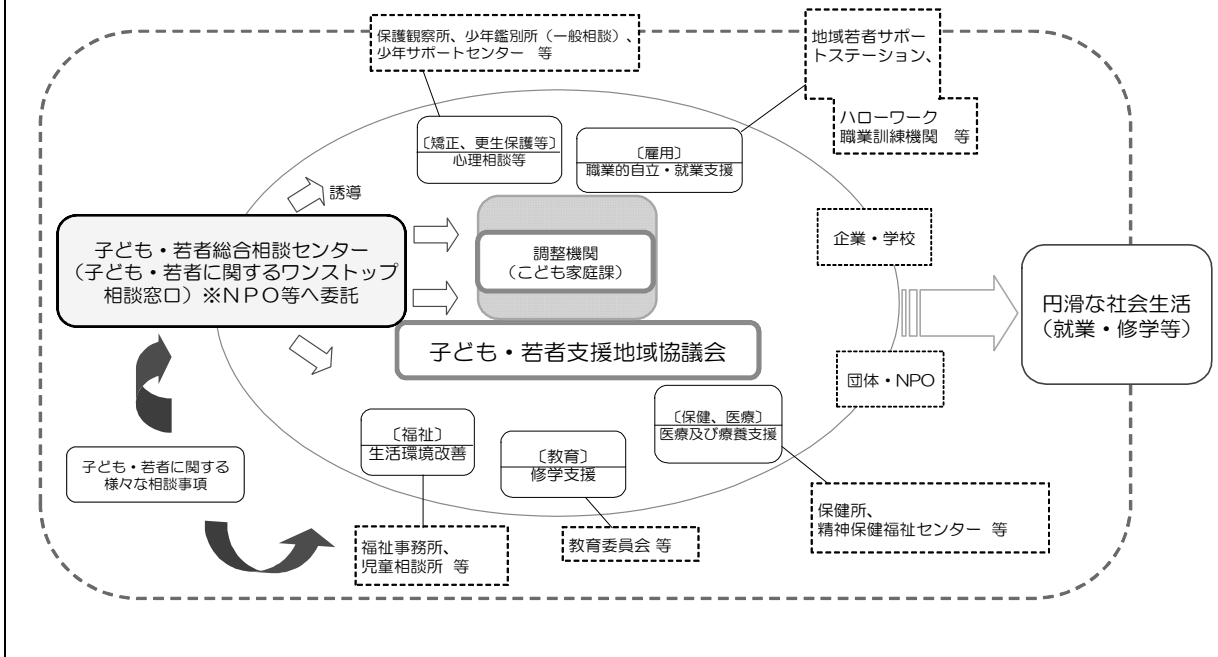 保護観察所、少年鑑別所（一般相談）、
少年サポートセンター 等
地域若者サポー
トステーション、
ハローワーク
職業訓練機関 等
〔矯正、更生保護等〕
心理相談等
〔雇用〕
職業的自立・就業支援
誘導
子ども・若者総合相談センター
（子ども・若者に関するワンストップ
相談窓口）※ＮＰＯ等へ委託
調整機関
（こども家庭課）
企業・学校
円滑な社会生活
（就業・修学等）
子ども・若者支援地域協議会
団体・NPO
〔保健、医療〕
医療及び療養支援
〔福祉〕
生活環境改善
〔教育〕
修学支援
子ども・若者に関する
様々な相談事項
保健所、
精神保健福祉センター 等
福祉事務所、
児童相談所 等
教育委員会 等